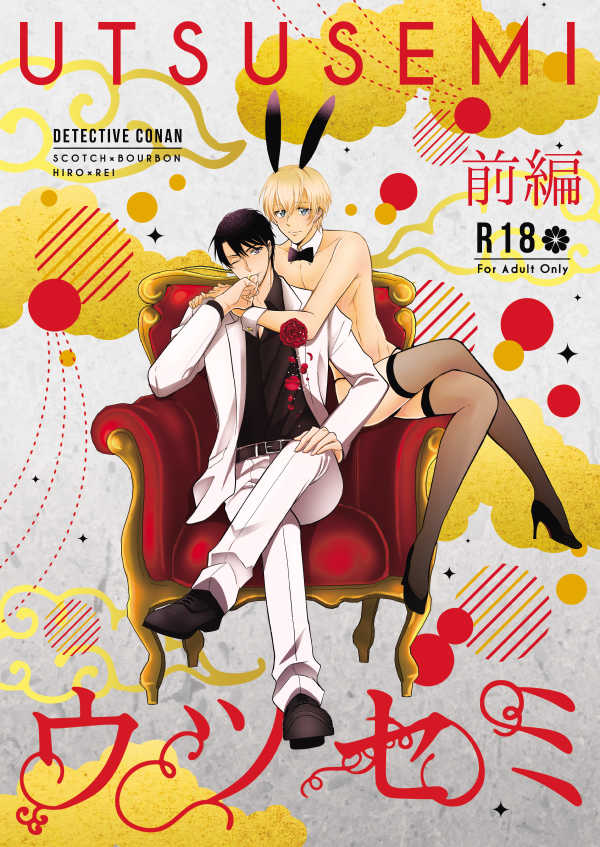 UTSUSEMI
DETECTIVE CONAN
SCOTCH×BOURBON
HIRO×REI
前編
R18
For Adult Only
ウツセミ